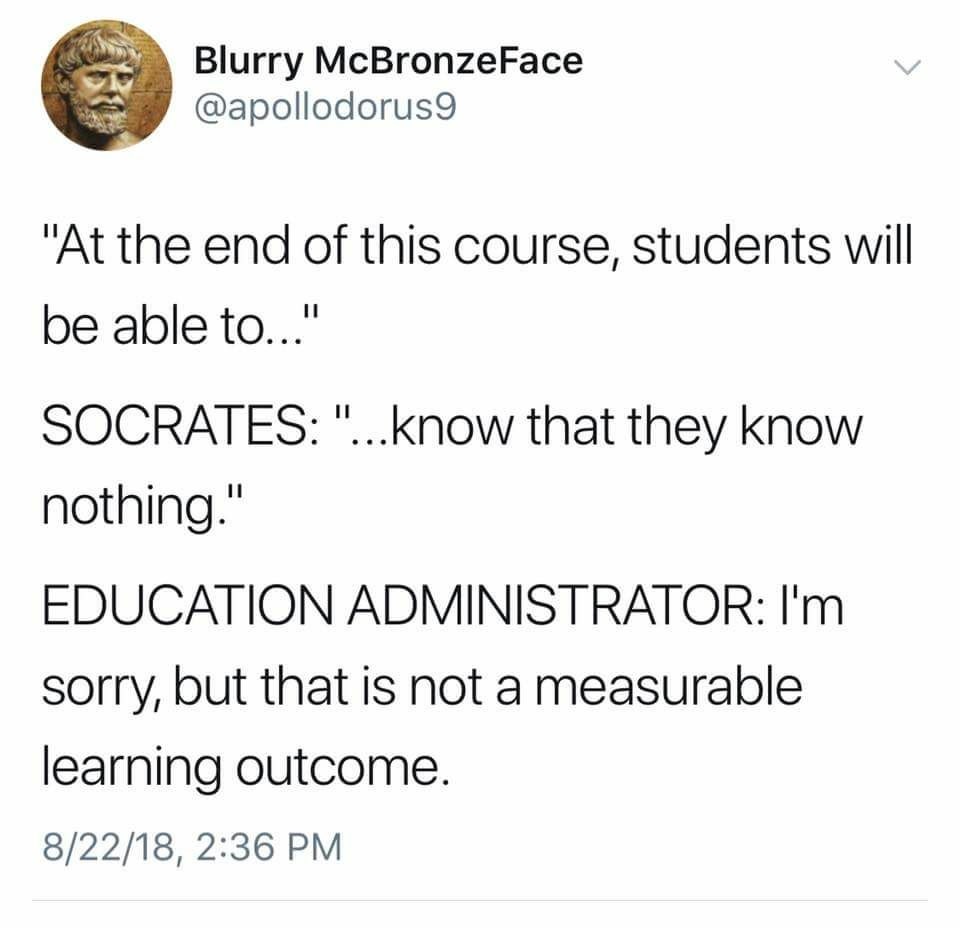 Blurry McBronzeFace
@apollodorus9
"At the end of this course, students will
be able to..."
SOCRATES: "...know that they know
nothing."
EDUCATION ADMINISTRATOR: I'm
sorry, but that is not a measurable
learning outcome.
8/22/18, 2:36 PM